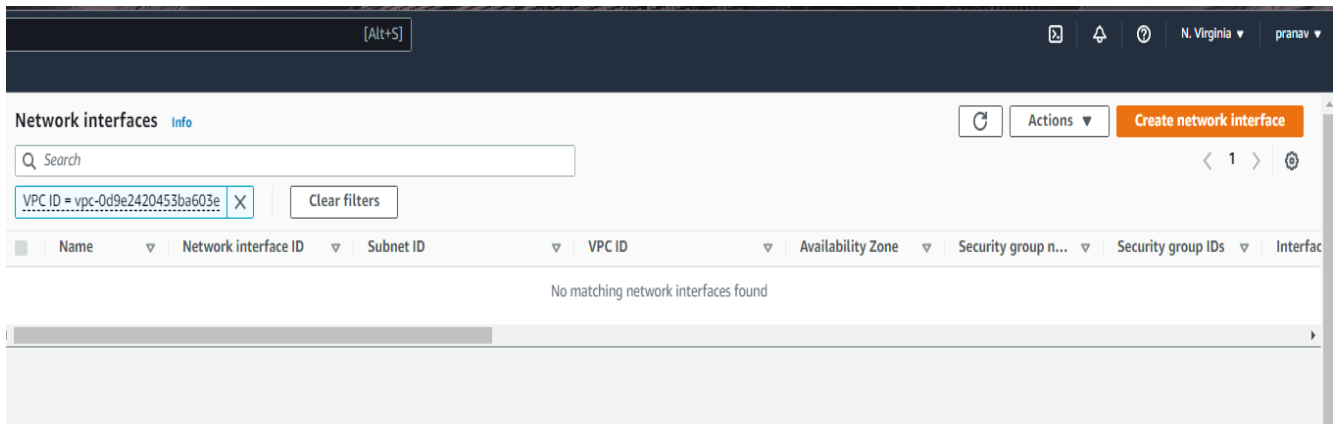 [Alt+S]
N. Virginia
pranav
Network interfaces Info
Actions
Create network interface
Search
1
VPC ID = vpc-0d9e2420453ba603e
Clear filters
Name Network interface ID Subnet ID VPC ID Availability Zone Security group n... Security group IDs Interfac
No matching network interfaces found